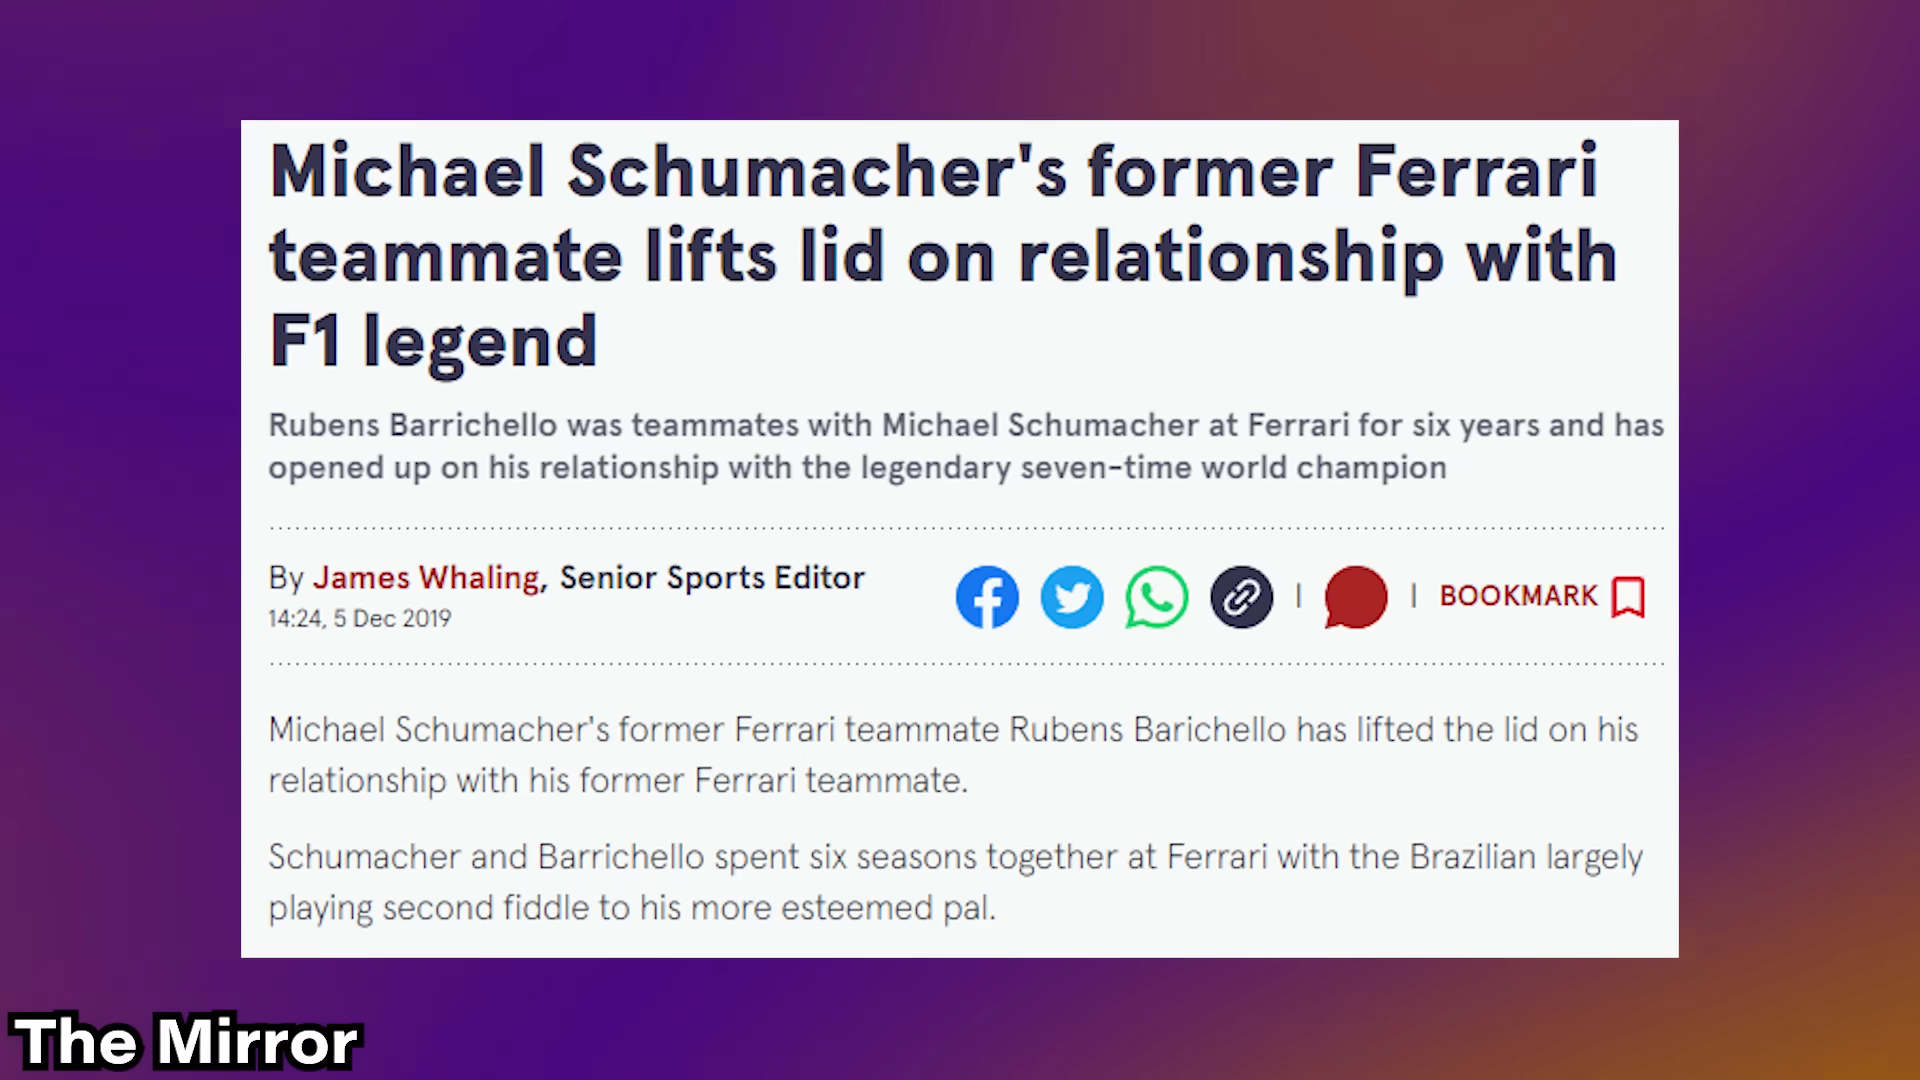 Michael Schumacher's former Ferrari
teammate lifts lid on relationship with
F1 legend
Rubens Barrichello was teammates with Michael Schumacher at Ferrari for six years and has
opened up on his relationship with the legendary seven-time world champion
By James Whaling, Senior Sports Editor
14:24, 5 Dec 2019
| | BOOKMARK
Michael Schumacher's former Ferrari teammate Rubens Barichello has lifted the lid on his
relationship with his former Ferrari teammate.
Schumacher and Barrichello spent six seasons together at Ferrari with the Brazilian largely
playing second fiddle to his more esteemed pal.
The Mirror